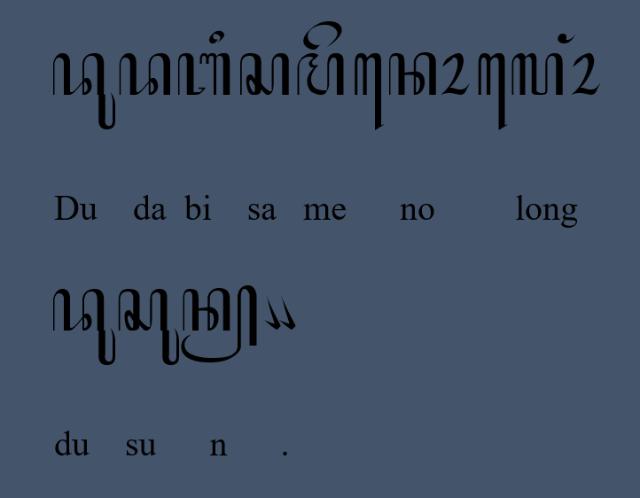 ꦢꦸꦢꦧꦶꦱꦩꦼꦤꦺꦴꦭꦺꦴꦁ
Du da bi sa me no long
ꦢꦸꦱꦸꦤ꧀꧉
du su n .